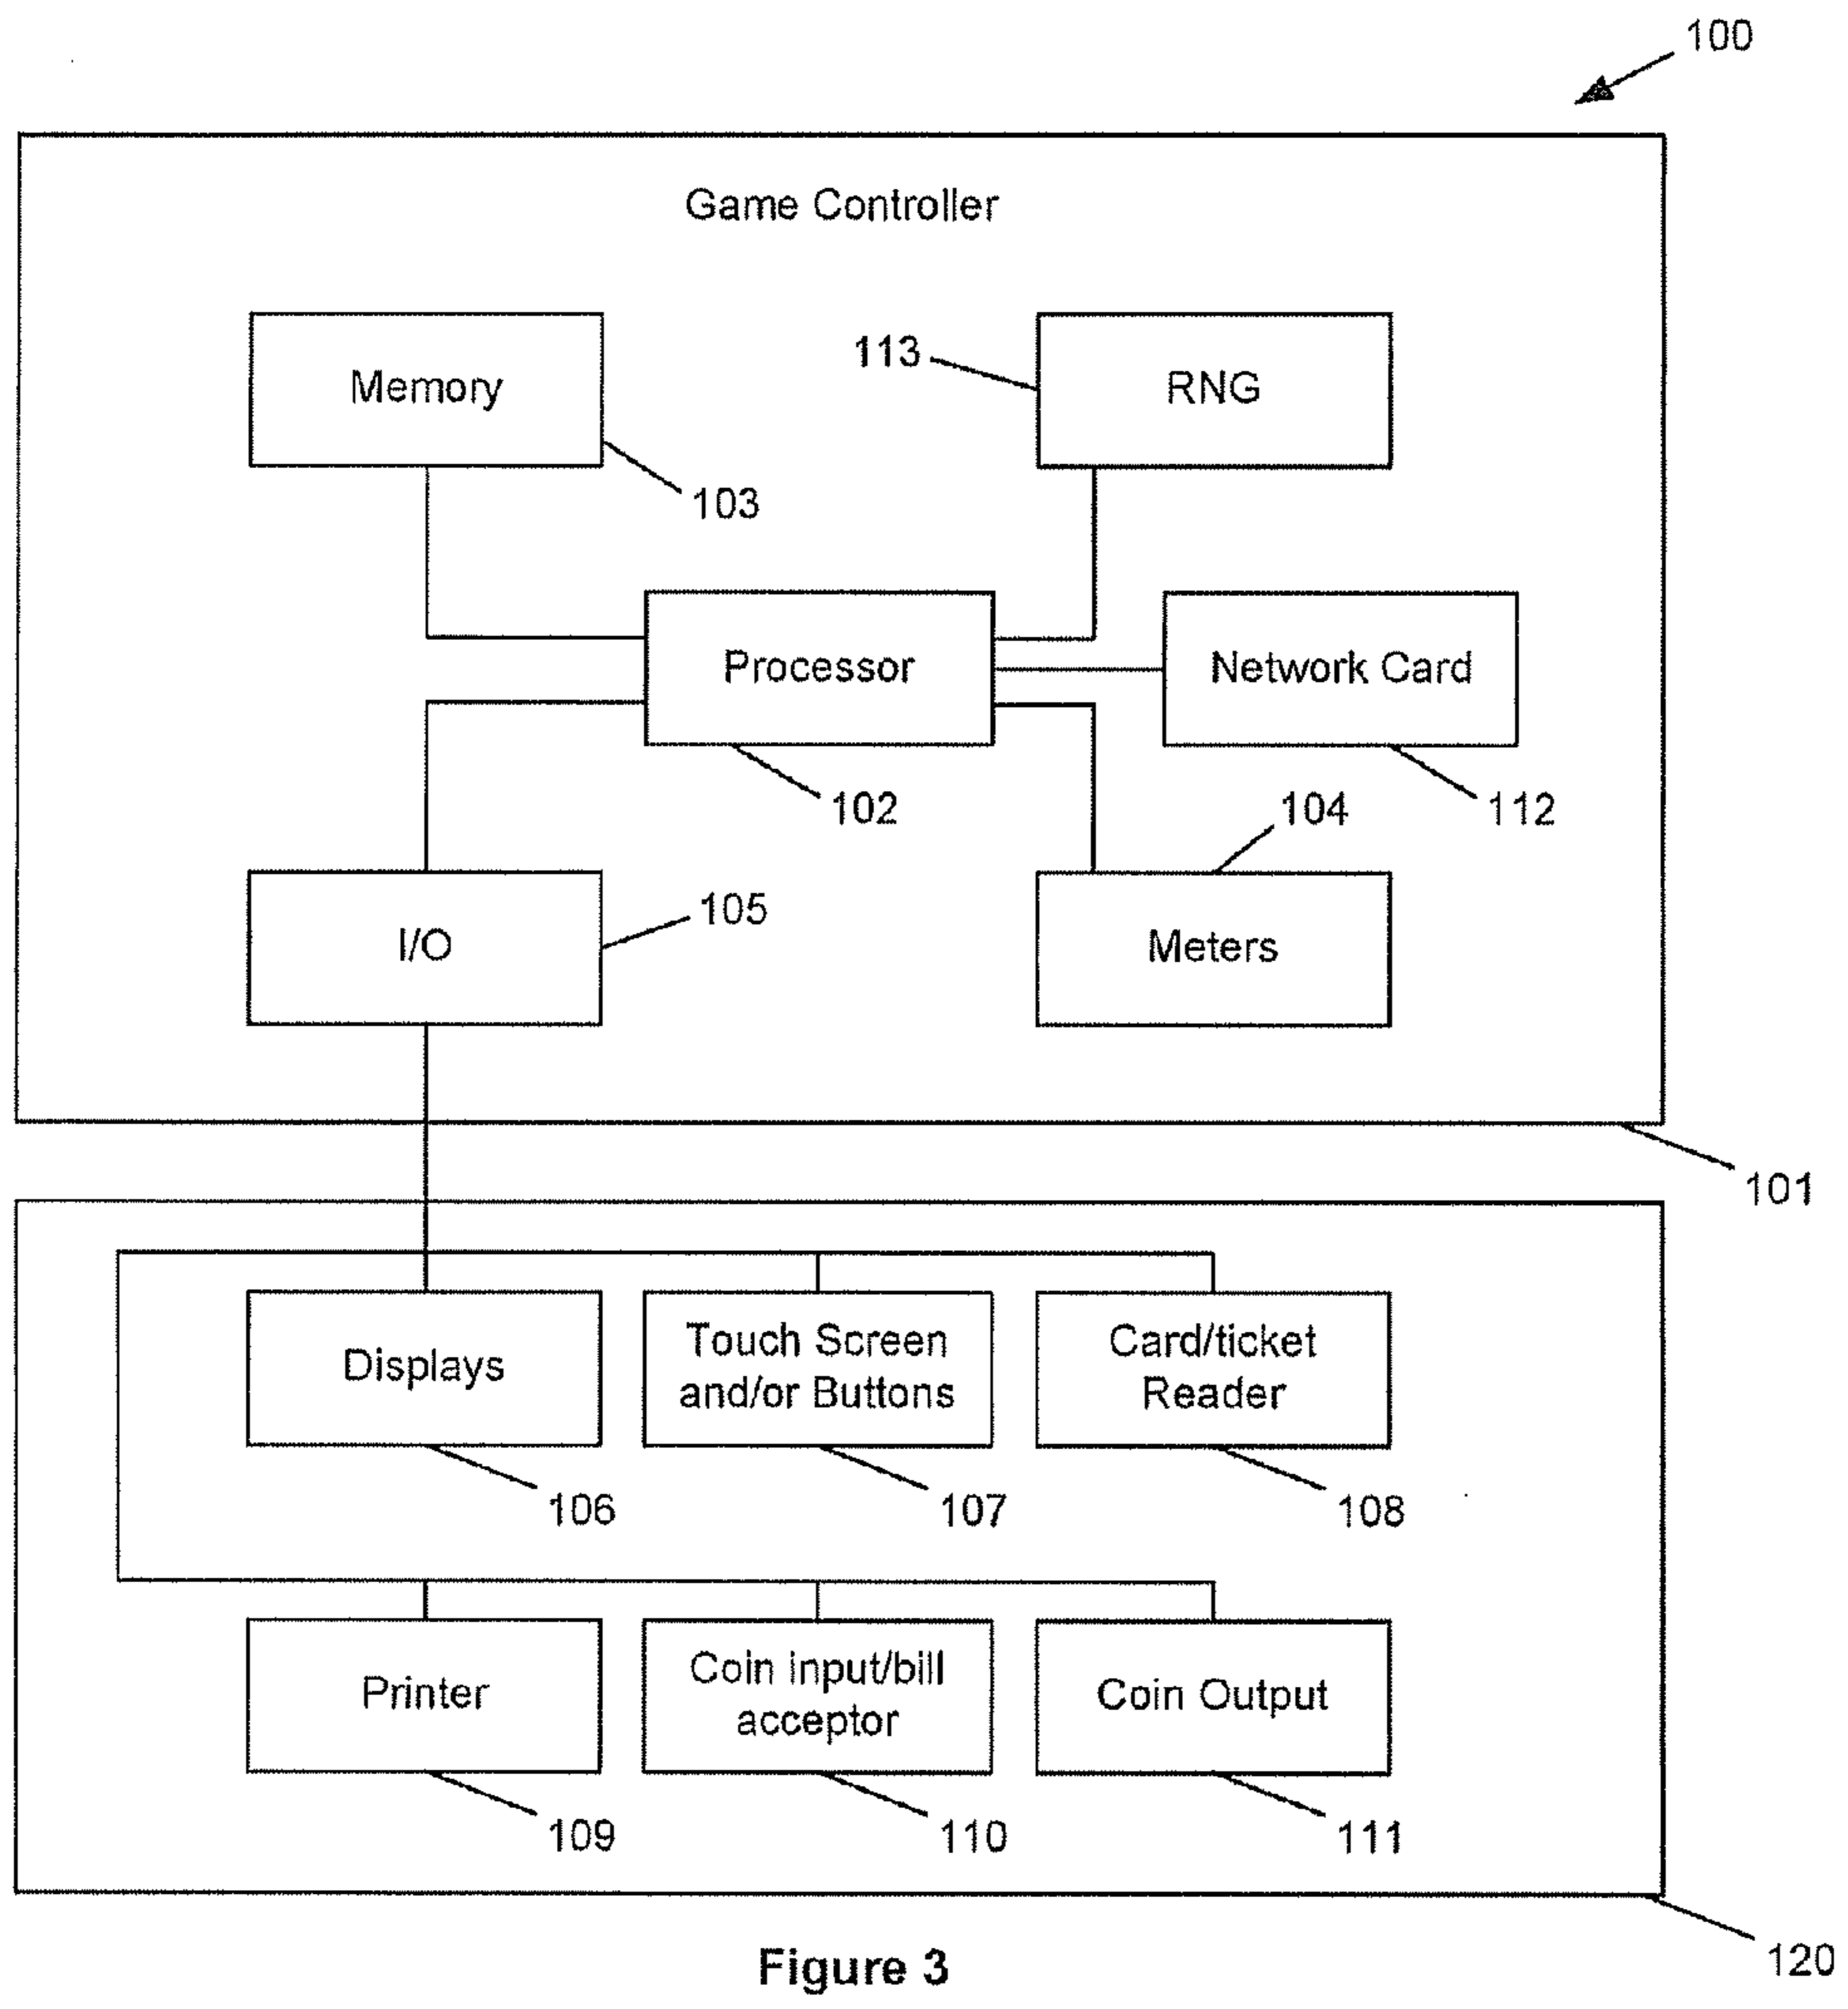 100
Game Controller
Memory
113
RNG
103
Processor
Network Card
102
104
112
I/O
105
Meters
101
Displays
Touch Screen
and/or Buttons
Card/ticket
Reader
106
107
108
Printer
Coin input/bill
acceptor
Coin Output
109
110
111
120
Figure 3